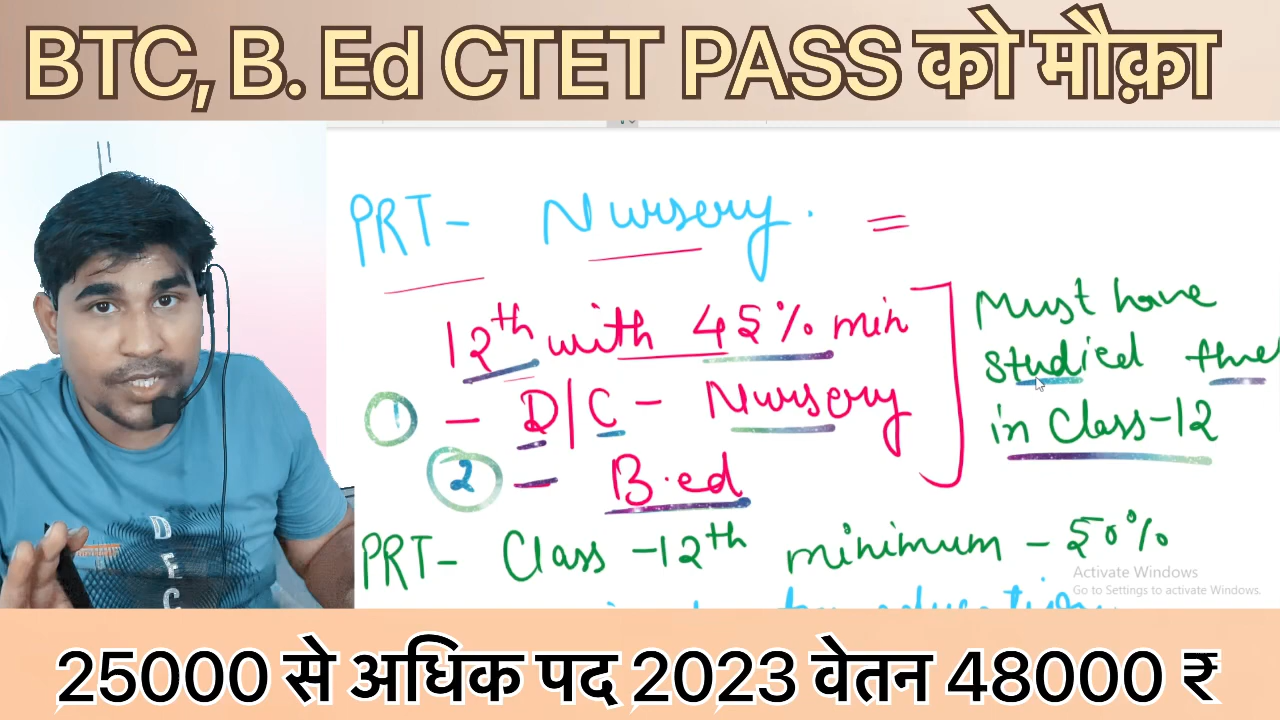 BTC, B. Ed CTET PASS को मौक़ा
PRT- Nursery. =
12th with 45% min
1 - D/C - Nursery
2 - B.ed
Must have
studied
in Class-12
PRT- Class -12th minimum - 50%
Activate Windows
Go to Settings to activate Windows.
education
DEC
25000 से अधिक पद 2023 वेतन 48000 ₹